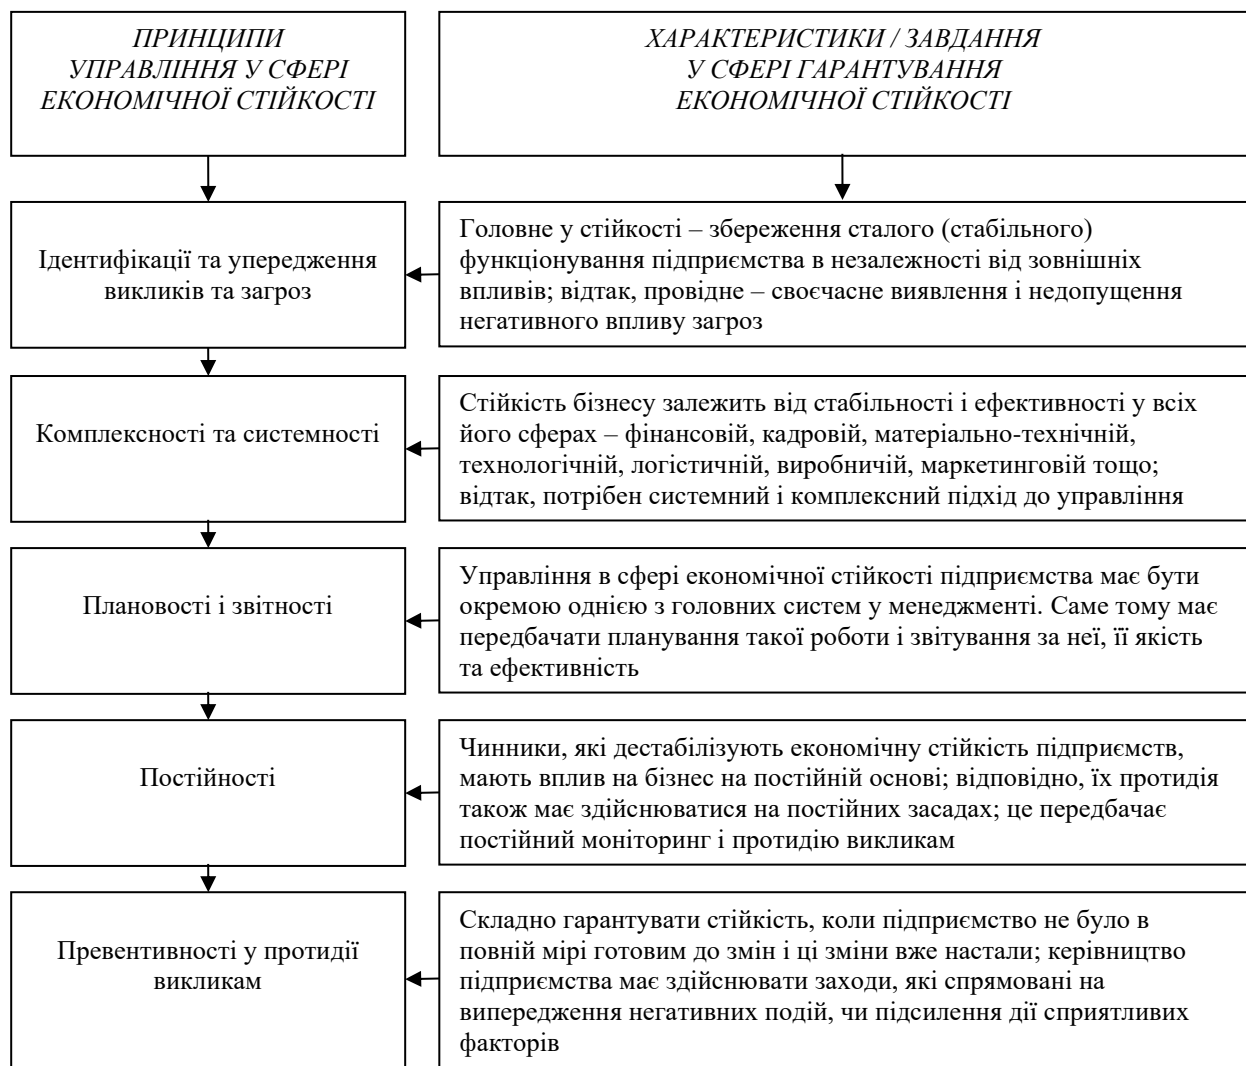 ПРИНЦИПИ
УПРАВЛІННЯ У СФЕРІ
ЕКОНОМІЧНОЇ СТІЙКОСТІ
ХАРАКТЕРИСТИКИ / ЗАВДАННЯ
У СФЕРІ ГАРАНТУВАННЯ
ЕКОНОМІЧНОЇ СТІЙКОСТІ
Ідентифікації та упередження
викликів та загроз
Головне у стійкості – збереження сталого (стабільного)
функціонування підприємства в незалежності від зовнішніх
впливів; відтак, провідне – своєчасне виявлення і недопущення
негативного впливу загроз
Комплексності та системності
Стійкість бізнесу залежить від стабільності і ефективності у всіх
його сферах – фінансовій, кадровій, матеріально-технічній,
технологічній, логістичній, виробничій, маркетинговій тощо;
відтак, потрібен системний і комплексний підхід до управління
Плановості і звітності
Управління в сфері економічної стійкості підприємства має бути
окремою однією з головних систем у менеджменті. Саме тому має
передбачати планування такої роботи і звітування за неї, її якість
та ефективність
Постійності
Чинники, які дестабілізують економічну стійкість підприємств,
мають вплив на бізнес на постійній основі; відповідно, їх протидія
також має здійснюватися на постійних засадах; це передбачає
постійний моніторинг і протидію викликам
Превентивності у протидії
викликам
Складно гарантувати стійкість, коли підприємство не було в
повній мірі готовим до змін і ці зміни вже настали; керівництво
підприємства має здійснювати заходи, які спрямовані на
випередження негативних подій, чи підсилення дії сприятливих
факторів